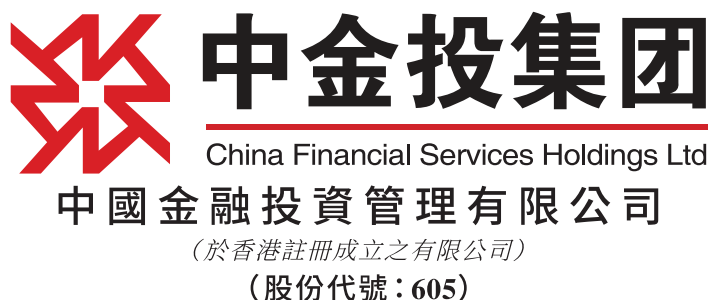 中金投集团
China Financial Services Holdings Ltd
中國金融投資管理有限公司
（於香港註冊成立之有限公司）
（股份代號：605）